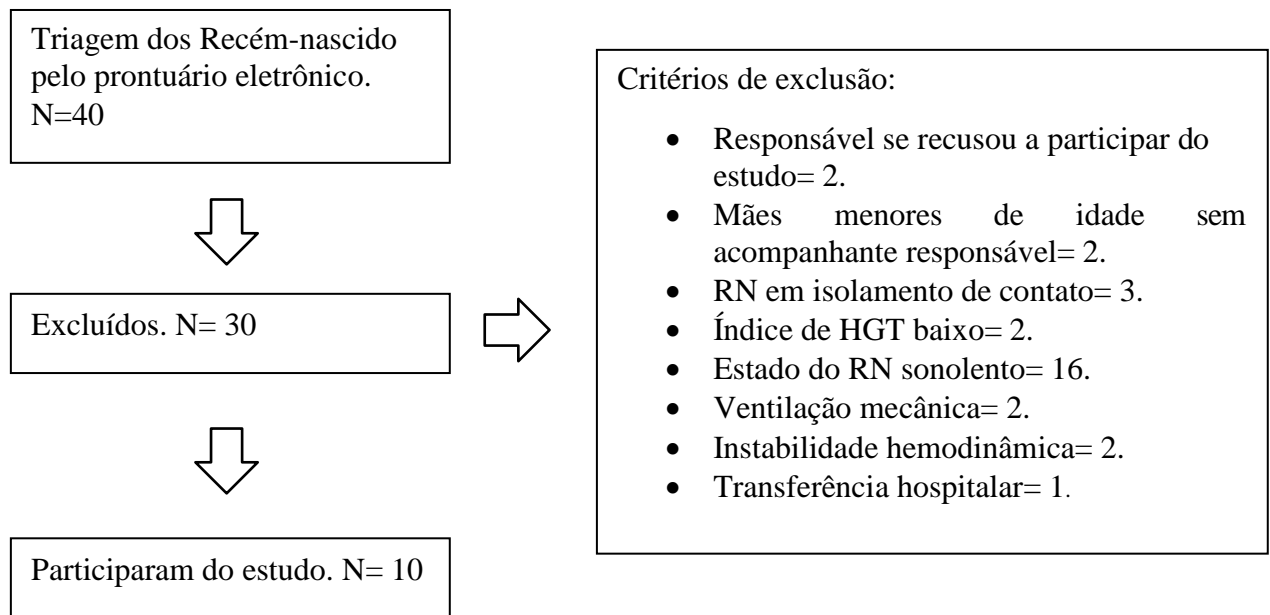 Triagem dos Recém-nascido
pelo prontuário eletrônico.
N=40
Excluídos. N= 30
Participaram do estudo. N= 10
Critérios de exclusão:
• Responsável se recusou a participar do
estudo= 2.
• Mães menores de idade sem
acompanhante responsável= 2.
• RN em isolamento de contato= 3.
• Índice de HGT baixo= 2.
• Estado do RN sonolento= 16.
• Ventilação mecânica= 2.
• Instabilidade hemodinâmica= 2.
• Transferência hospitalar= 1.